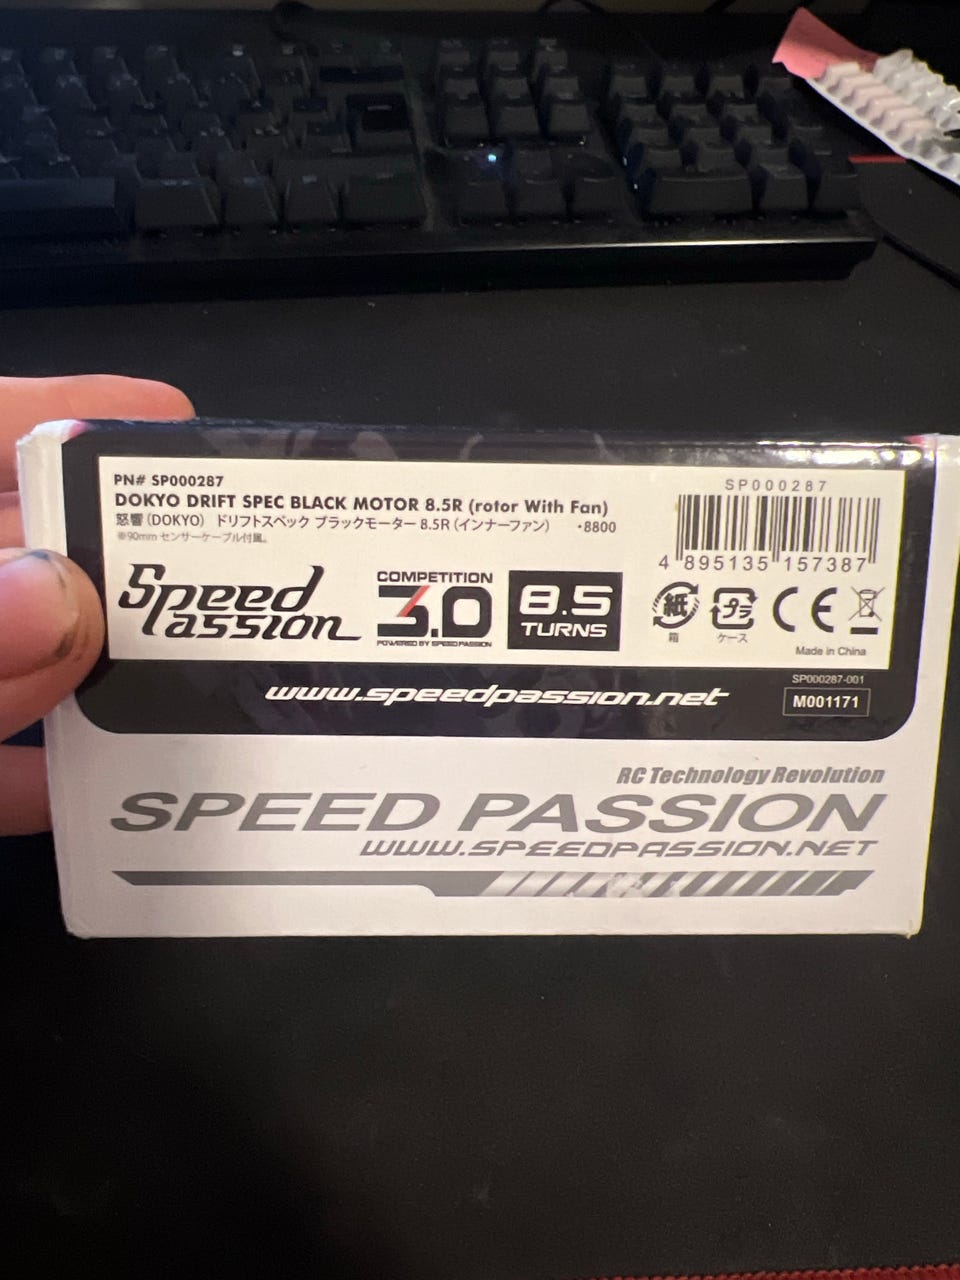 PN# SP000287
DOKYO DRIFT SPEC BLACK MOTOR 8.5R (rotor With Fan)
怒響(DOKYO) ドリフトスペック ブラックモーター 8.5R(インナーファン) ・8800
※90mm センサーケーブル付属。
SP000287
4 895135 157387
Speed Passion
COMPETITION
3.0
POWERED BY SPEED PASSION
8.5
TURNS
紙
箱
プラ
ケース
CE
Made in China
SP000287-001
M001171
www.speedpassion.net
RC Technology Revolution
SPEED PASSION
WWW.SPEEDPASSION.NET